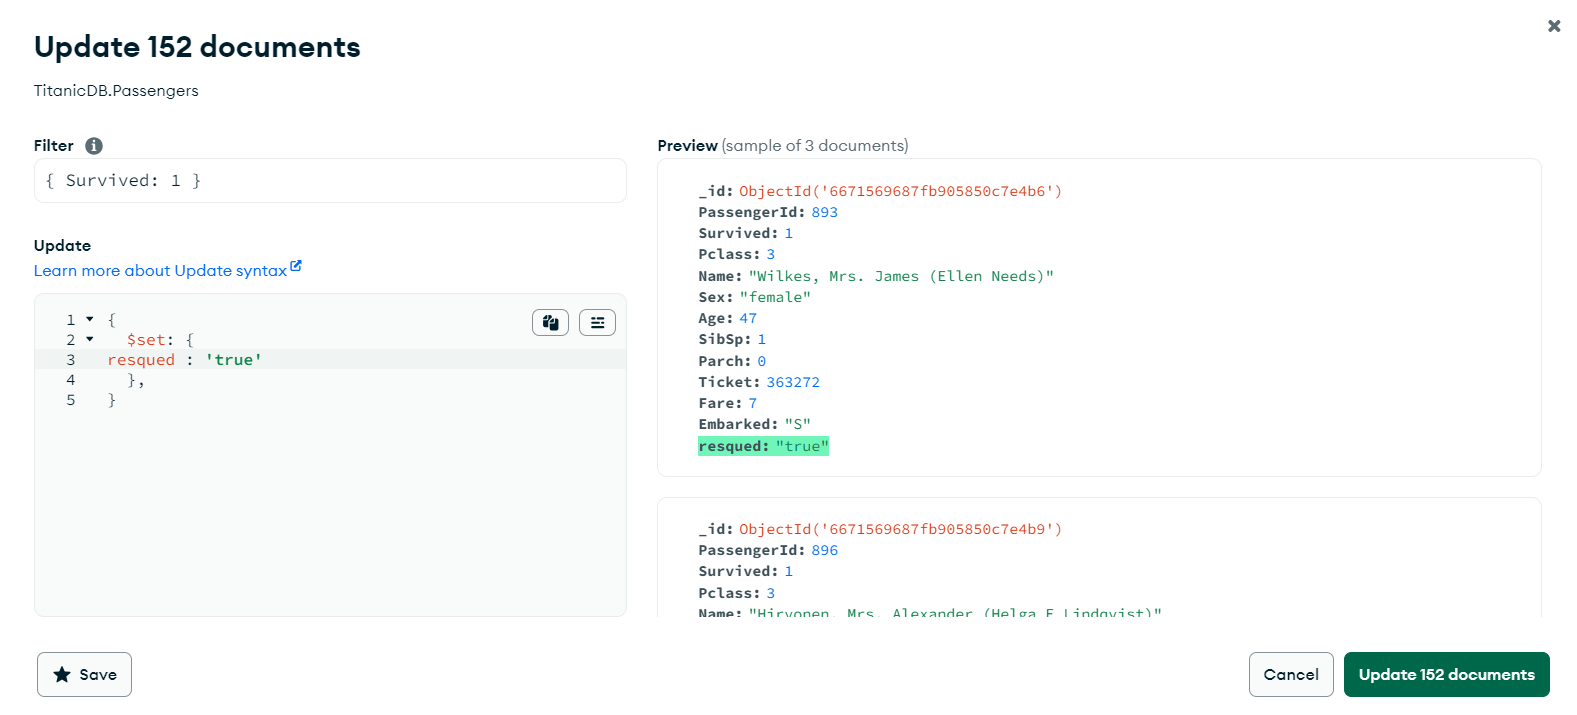 Update 152 documents
TitanicDB.Passengers
Filter
{ Survived: 1 }
Update
Learn more about Update syntax
1 {
2 $set: {
3 resqued : 'true'
4 },
5 }
Preview (sample of 3 documents)
_id: ObjectId('6671569687fb905850c7e4b6')
PassengerId: 893
Survived: 1
Pclass: 3
Name: "Wilkes, Mrs. James (Ellen Needs)"
Sex: "female"
Age: 47
SibSp: 1
Parch: 0
Ticket: 363272
Fare: 7
Embarked: "S"
resqued: "true"
_id: ObjectId('6671569687fb905850c7e4b9')
PassengerId: 896
Survived: 1
Pclass: 3
Name: "Hirvonen, Mrs. Alexander (Helga E Lindqvist)"
Save
Cancel
Update 152 documents